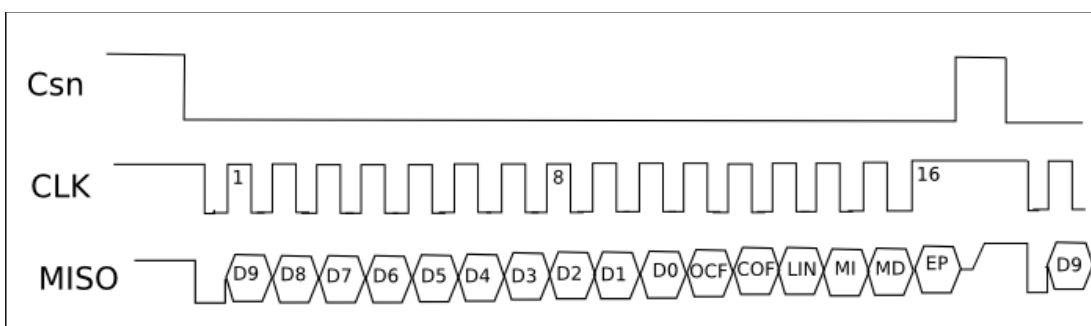 Csn
CLK 1 8 16
MISO D9 D8 D7 D6 D5 D4 D3 D2 D1 D0 OCF COF LIN MI MD EP D9